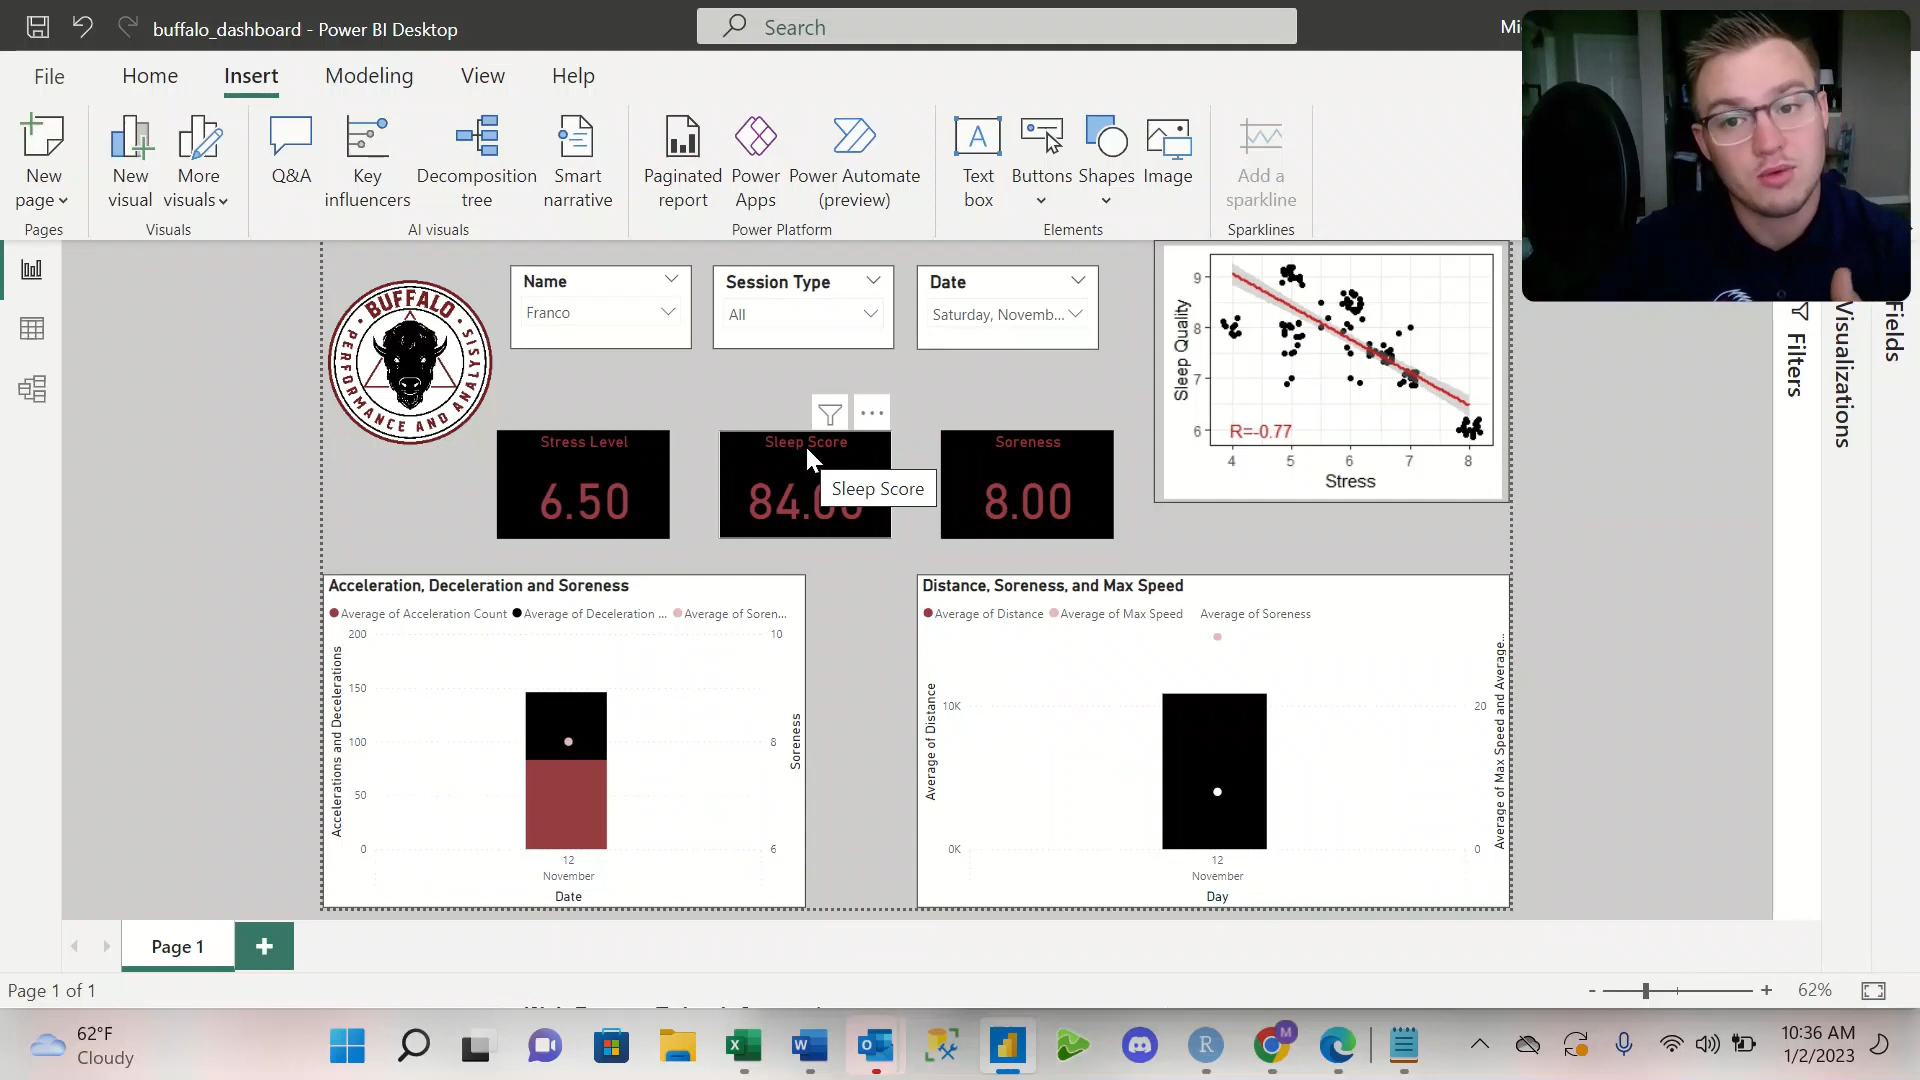 buffalo_dashboard - Power BI Desktop
Search
File
Home
Insert
Modeling
View
Help
New page
New visual
More visuals
Q&A
Key influencers
Decomposition tree
Smart narrative
Paginated report
Power Apps
Power Automate (preview)
Text box
Buttons
Shapes
Image
Add a sparkline
Pages
Visuals
AI visuals
Power Platform
Elements
Sparklines
BUFFALO
PERFORMANCE AND ANALYSIS
Name
Franco
Session Type
All
Date
Saturday, Novemb...
Stress Level
6.50
Sleep Score
Sleep Score
Soreness
8.00
Sleep Quality
9
8
7
6
R=-0.77
4 5 6 7 8
Stress
Filters
Visualizations
Fields
Acceleration, Deceleration and Soreness
Average of Acceleration Count Average of Deceleration ... Average of Soren...
Accelerations and Decelerations
200
150
100
50
0
10
8
6
Soreness
12
November
Date
Distance, Soreness, and Max Speed
Average of Distance Average of Max Speed Average of Soreness
Average of Distance
10K
0K
20
0
Average of Max Speed and Average...
12
November
Day
Page 1
+
Page 1 of 1
- + 62%
62°F
Cloudy
10:36 AM
1/2/2023